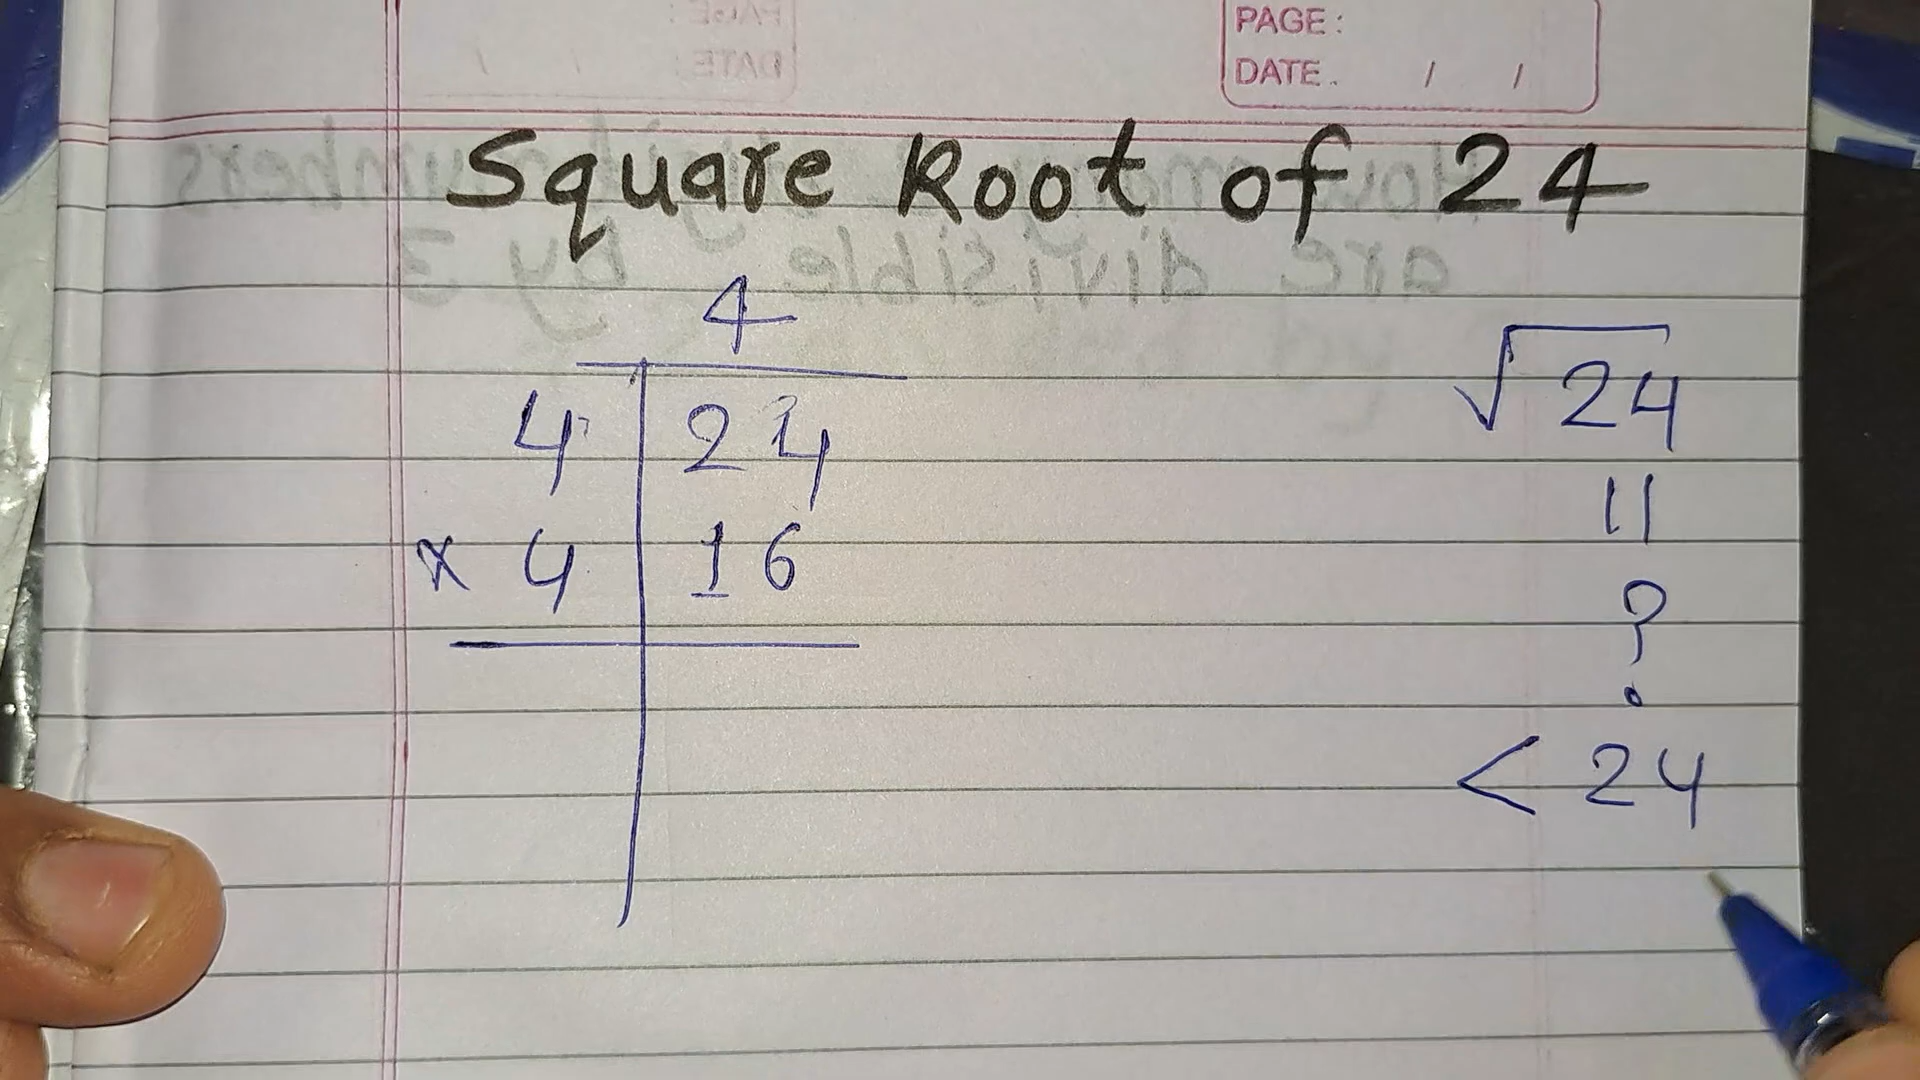 PAGE :
DATE . / /
Square Root of 24
4
4 24
× 4 16
√24
||
?
< 24